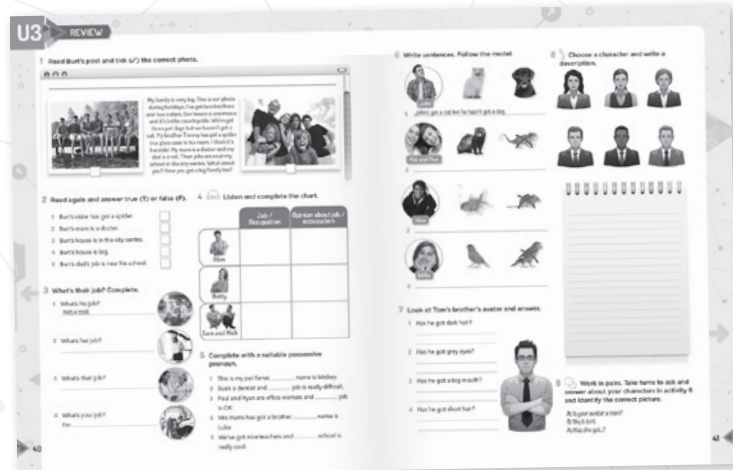 U3 REVIEW
1 Read Burt's post and tick (✓) the correct photo.
My family is very big. This is our photo
during holidays. I've got two brothers
and two sisters. Our house is enormous
and it's in the countryside. We've got
three dogs but we haven't got a
cat. My brother Tommy has got a spider
in a glass case in his room. I think it's
horrible! My mum is a doctor and my
dad is a vet. Their jobs are near my
school in the city centre. What about
you? Have you got a big family too?
2 Read again and answer true (T) or false (F).
1 Burt's sister has got a spider.
2 Burt's mum is a doctor.
3 Burt's house is in the city centre.
4 Burt's house is big.
5 Burt's dad's job is near his school.
3 What's their job? Complete.
1 What's his job?
He's a cook.
2 What's her job?
3 What's their job?
4 What's your job?
I'm
4 Listen and complete the chart.
Job / Occupation
Opinion about job / occupation
Alan
Betty
Sam and Nick
5 Complete with a suitable possessive
pronoun.
1 This is my pet ferret. name is Mickey.
2 Sue's a dentist and job is really difficult.
3 Paul and Ryan are office workers and job
is OK.
4 Mrs Harris has got a brother. name is
Luke.
5 We've got nice teachers and school is
really cool.
40
6 Write sentences. Follow the model.
John
1 John's got a cat but he hasn't got a dog.
Pat and Sue
2
3
4
7 Look at Tom's brother's avatar and answer.
1 Has he got dark hair?
2 Has he got grey eyes?
3 Has he got a big mouth?
4 Has he got short hair?
8 Choose a character and write a
description.
9 Work in pairs. Take turns to ask and
answer about your characters in activity 8
and identify the correct picture.
A: Is your avatar a man?
B: No, it isn't.
A: Has she got...?
41